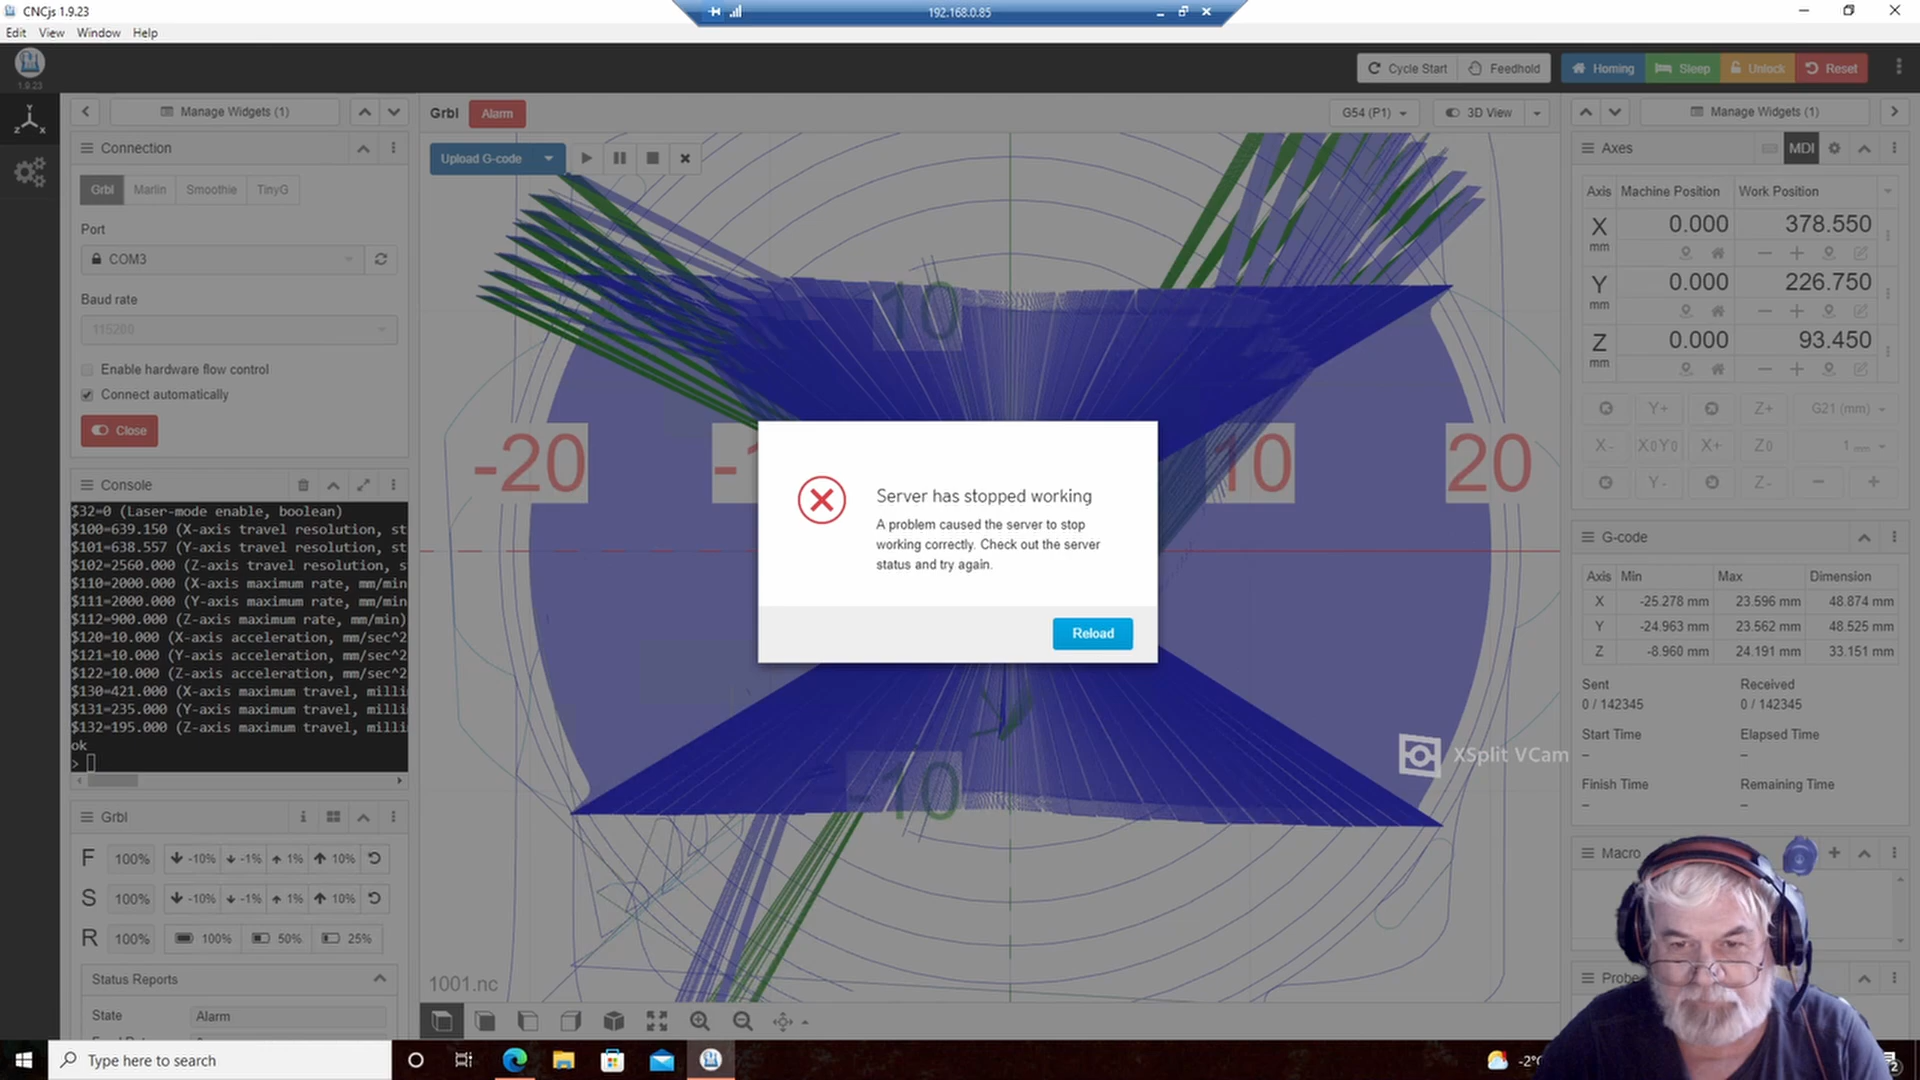 CNCjs 1.9.23
192.168.0.85
Edit View Window Help
1.9.23
Cycle Start Feedhold Homing Sleep Unlock Reset
Manage Widgets (1)
Grbl Alarm
G54 (P1) 3D View
Manage Widgets (1)
Connection
Grbl Marlin Smoothie TinyG
Port
COM3
Baud rate
115200
Enable hardware flow control
Connect automatically
Close
Console
$32=0 (Laser-mode enable, boolean)
$100=639.150 (X-axis travel resolution, st
$101=638.557 (Y-axis travel resolution, st
$102=2560.000 (Z-axis travel resolution, s
$110=2000.000 (X-axis maximum rate, mm/min
$111=2000.000 (Y-axis maximum rate, mm/min
$112=900.000 (Z-axis maximum rate, mm/min)
$120=10.000 (X-axis acceleration, mm/sec^2
$121=10.000 (Y-axis acceleration, mm/sec^2
$122=10.000 (Z-axis acceleration, mm/sec^2
$130=421.000 (X-axis maximum travel, milli
$131=235.000 (Y-axis maximum travel, milli
$132=195.000 (Z-axis maximum travel, milli
ok
>
Grbl
F 100% -10% -1% 1% 10%
S 100% -10% -1% 1% 10%
R 100% 100% 50% 25%
Status Reports
State Alarm
Upload G-code
10
-20 10 20
-10
Server has stopped working
A problem caused the server to stop
working correctly. Check out the server
status and try again.
Reload
XSplit VCam
1001.nc
Axes MDI
Axis Machine Position Work Position
X 0.000 378.550
mm
Y 0.000 226.750
mm
Z 0.000 93.450
mm
Y+ Z+ G21 (mm)
X- X0Y0 X+ Z0 1 mm
Y- Z-
G-code
Axis Min Max Dimension
X -25.278 mm 23.596 mm 48.874 mm
Y -24.963 mm 23.562 mm 48.525 mm
Z -8.960 mm 24.191 mm 33.151 mm
Sent Received
0 / 142345 0 / 142345
Start Time Elapsed Time
– –
Finish Time Remaining Time
– –
Macro
Probe
Type here to search
-2°
2